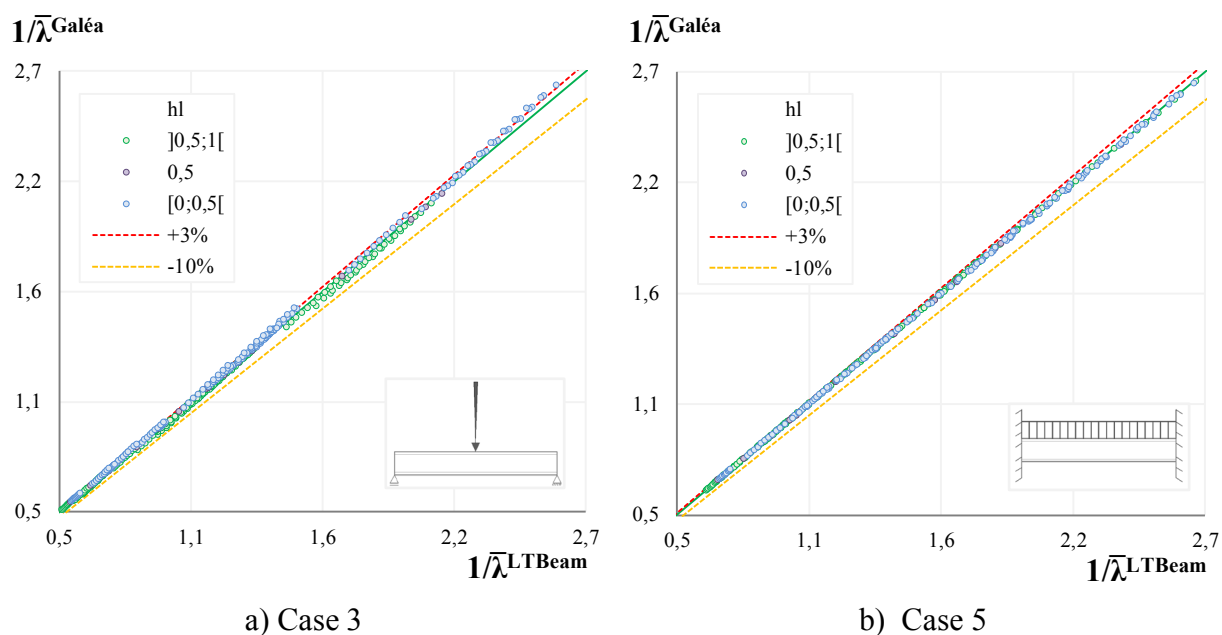 1/λ̅ Galéa
2,7
2,2
1,6
1,1
0,5
hl
]0,5;1[
0,5
[0;0,5[
+3%
-10%
0,5 1,1 1,6 2,2 2,7
1/λ̅ LTBeam
a) Case 3
1/λ̅ Galéa
2,7
2,2
1,6
1,1
0,5
hl
]0,5;1[
0,5
[0;0,5[
+3%
-10%
0,5 1,1 1,6 2,2 2,7
1/λ̅ LTBeam
b) Case 5